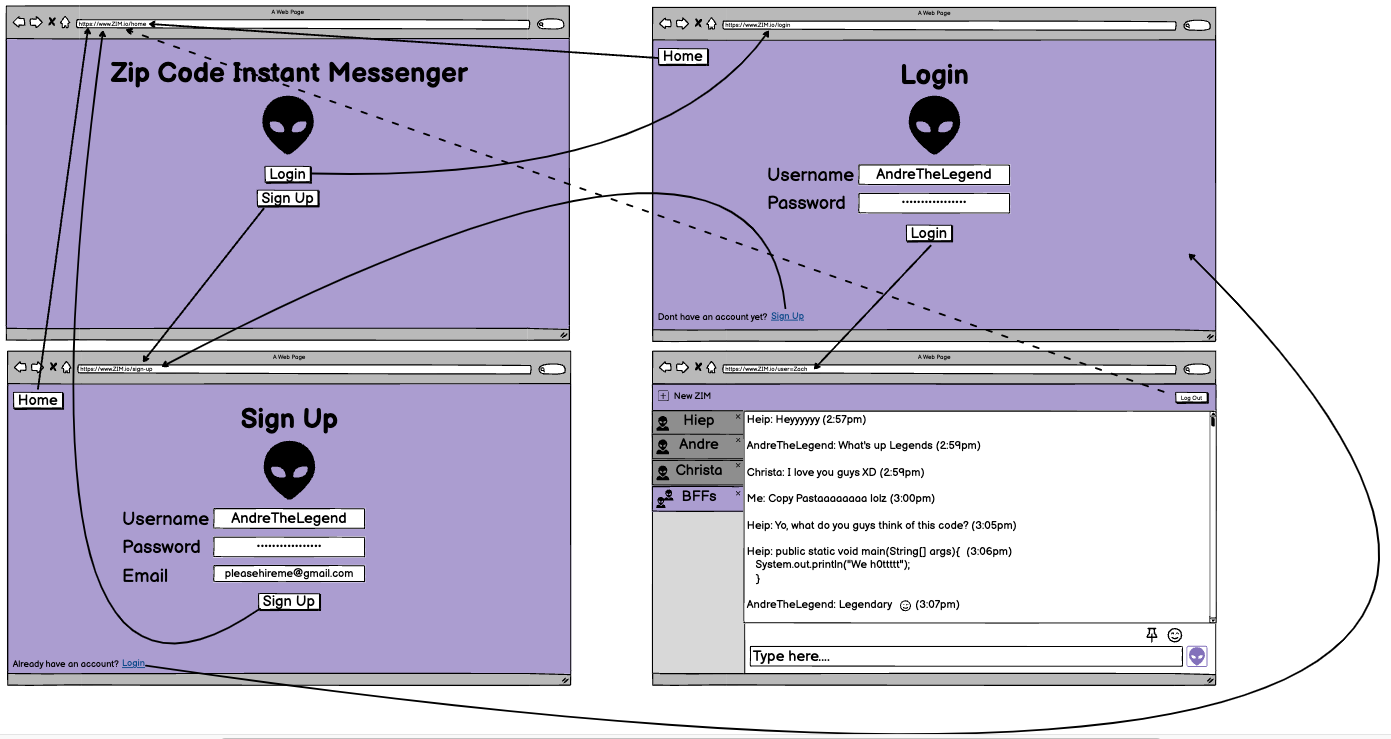 A Web Page
https://www.ZIM.io/home
Zip Code Instant Messenger
Login
Sign Up
A Web Page
https://www.ZIM.io/login
Home
Login
Username AndreTheLegend
Password •••••••••••••••••
Login
Dont have an account yet? Sign Up
A Web Page
https://www.ZIM.io/sign-up
Home
Sign Up
Username AndreTheLegend
Password •••••••••••••••••
Email pleasehireme@gmail.com
Sign Up
Already have an account? Login
A Web Page
https://www.ZIM.io/user=Zach
New ZIM
Log Out
Hiep
Andre
Christa
BFFs
Heip: Heyyyyyy (2:57pm)
AndreTheLegend: What's up Legends (2:59pm)
Christa: I love you guys XD (2:59pm)
Me: Copy Pastaaaaaaaa lolz (3:00pm)
Heip: Yo, what do you guys think of this code? (3:05pm)
Heip: public static void main(String[] args){ (3:06pm)
System.out.println("We h0ttttt");
}
AndreTheLegend: Legendary (3:07pm)
Type here....